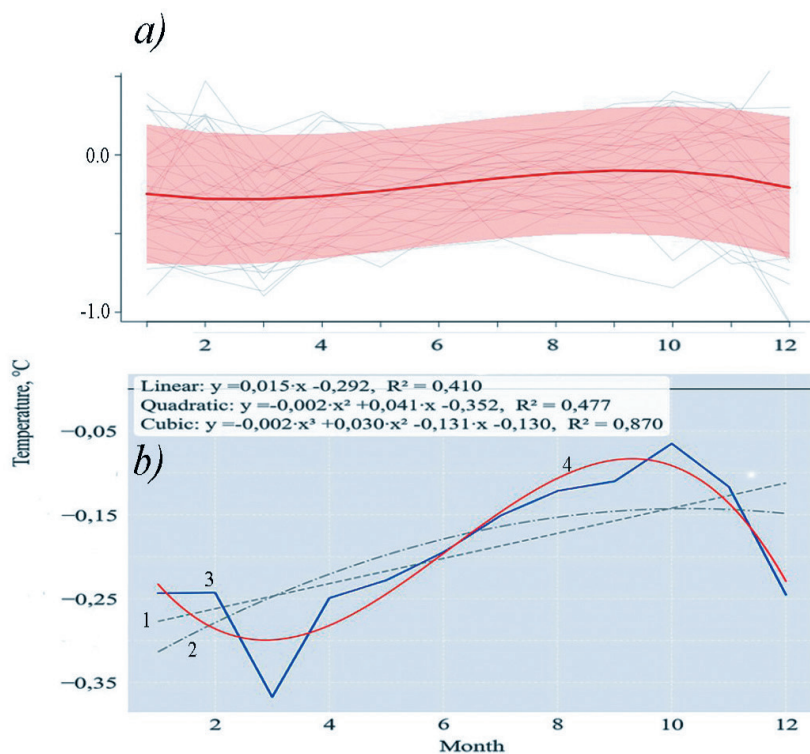 a)
0.0
-1.0
2 4 6 8 10 12
Temperature, °C
Linear: y =0,015·x -0,292, R² = 0,410
Quadratic: y =-0,002·x² +0,041·x -0,352, R² = 0,477
Cubic: y =-0,002·x³ +0,030·x² -0,131·x -0,130, R² = 0,870
b)
−0,05
−0,15
−0,25
−0,35
4
3
1
2
2 4 6 8 10 12
Month